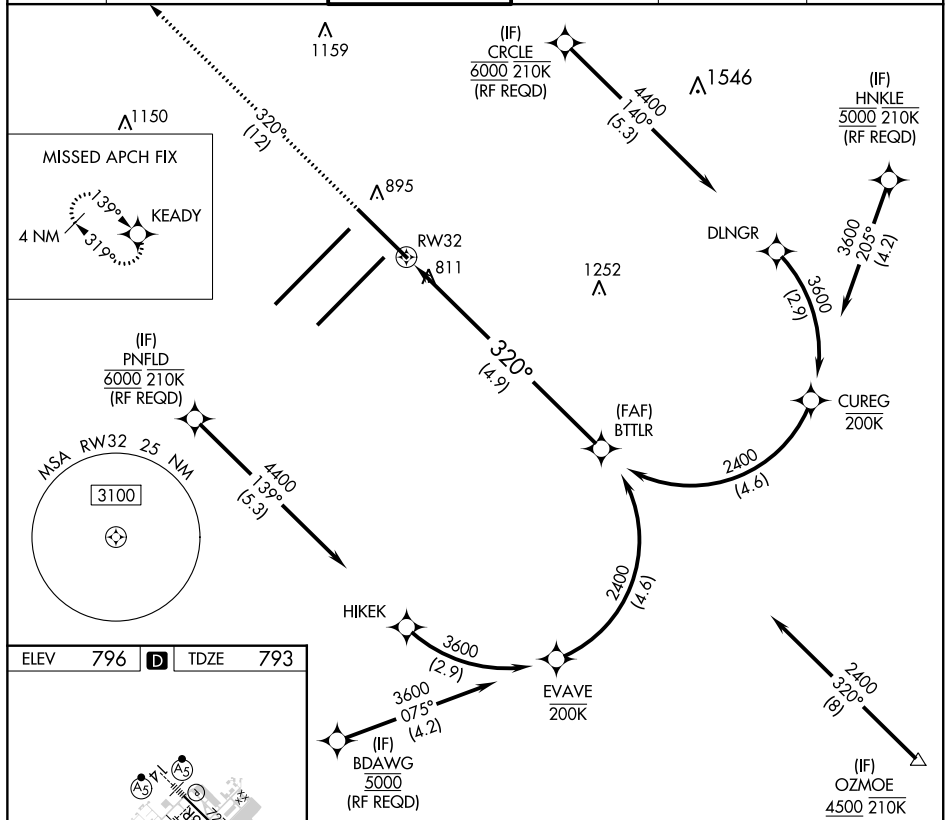 1159
(IF)
CRCLE
6000 210K
(RF REQD)
4400
140°
(5.3)
1546
(IF)
HNKLE
5000 210K
(RF REQD)
3600
205°
(4.2)
320°
(12)
1150
MISSED APCH FIX
139°
KEADY
4 NM
319°
895
RW32
811
DLNGR
3600
(2.9)
1252
320°
(4.9)
(IF)
PNFLD
6000 210K
(RF REQD)
(FAF)
BTTLR
CUREG
200K
2400
(4.6)
MSA RW32 25 NM
3100
4400
139°
(5.3)
2400
(4.6)
HIKEK
3600
(2.9)
EVAVE
200K
3600
075°
(4.2)
(IF)
BDAWG
5000
(RF REQD)
2400
320°
(8)
(IF)
OZMOE
4500 210K
ELEV 796 D TDZE 793
A5
A5
14
P